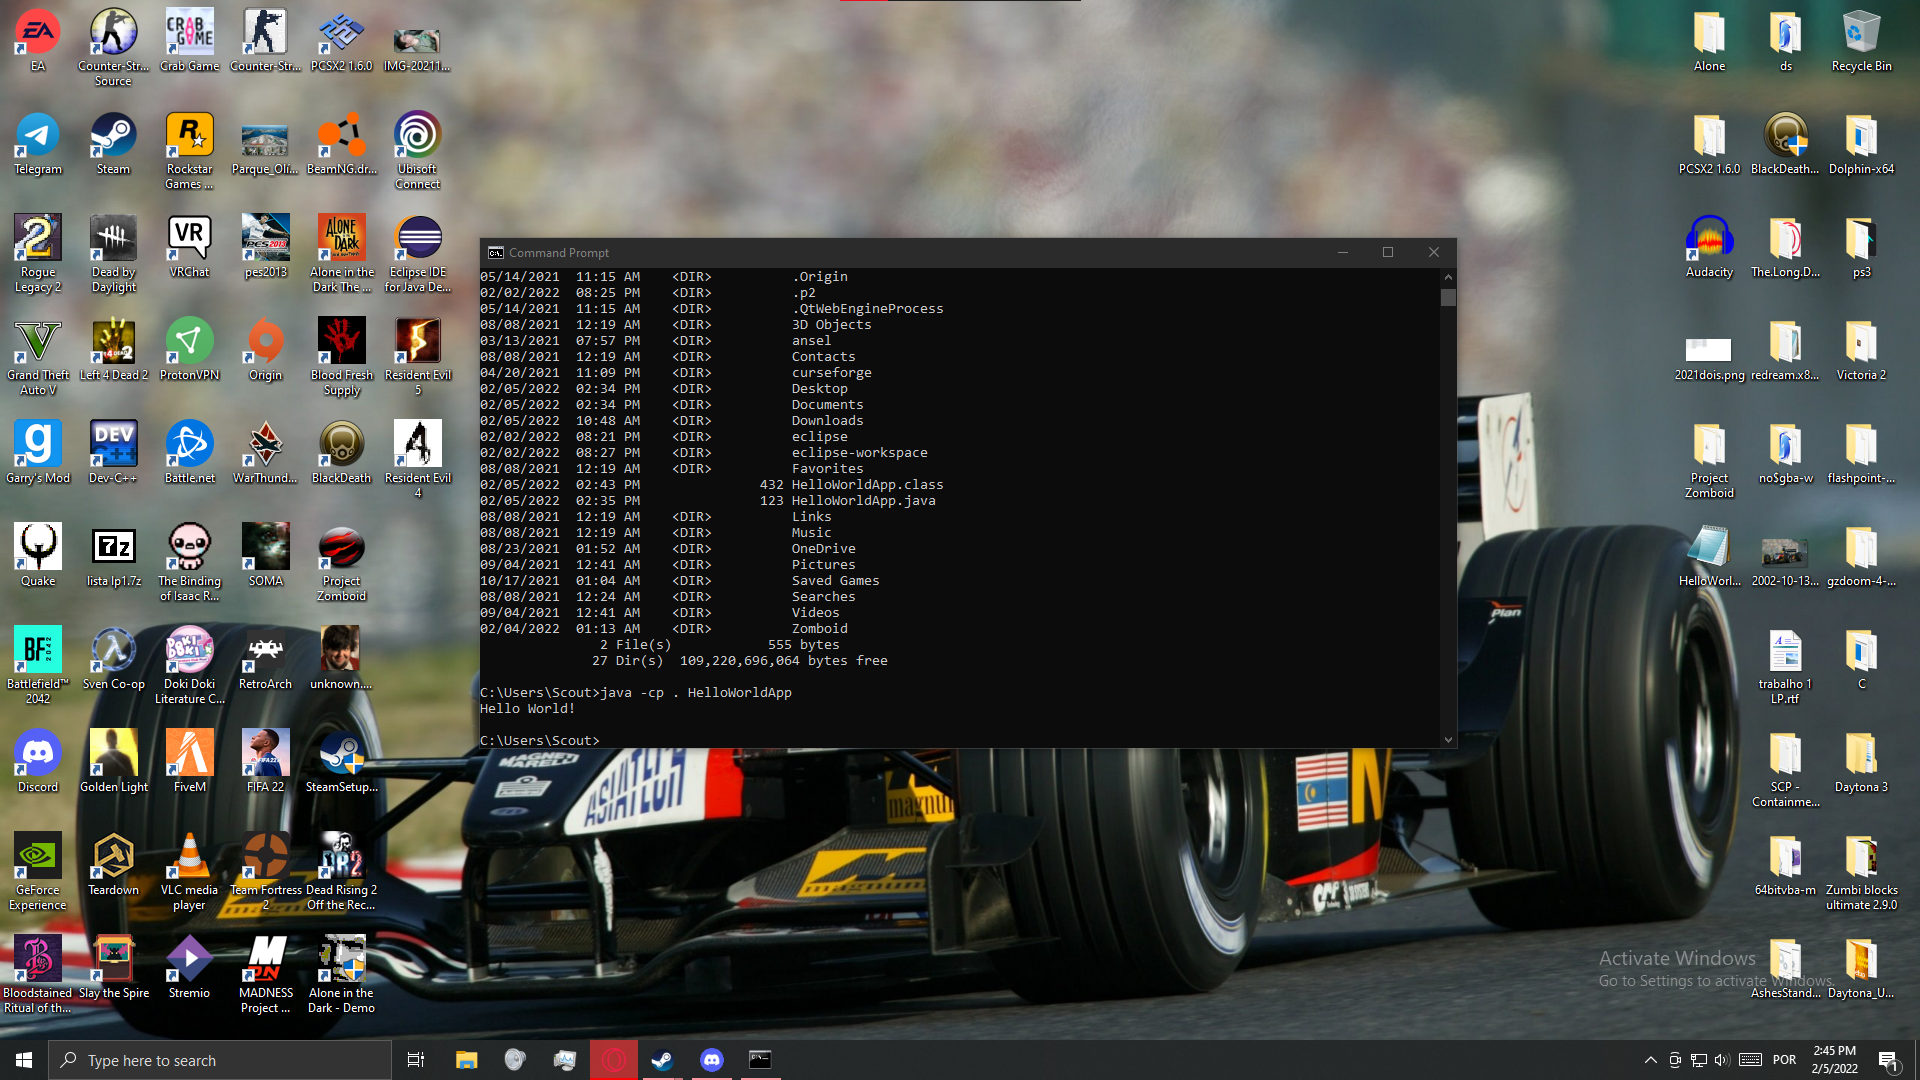 EA
Counter-Str...
Source
Crab Game
Counter-Str...
PCSX2 1.6.0
IMG-20211...
Alone
ds
Recycle Bin
Telegram
Steam
Rockstar
Games ...
Parque_Olí...
BeamNG.dr...
Ubisoft
Connect
PCSX2 1.6.0
BlackDeath...
Dolphin-x64
Rogue
Legacy 2
Dead by
Daylight
VRChat
pes2013
Alone in the
Dark The ...
Eclipse IDE
for Java De...
Audacity
The.Long.D...
ps3
Grand Theft
Auto V
Left 4 Dead 2
ProtonVPN
Origin
Blood Fresh
Supply
Resident Evil
5
2021dois.png
redream.x8...
Victoria 2
Garry's Mod
Dev-C++
Battle.net
WarThund...
BlackDeath
Resident Evil
4
Project
Zomboid
no$gba-w
flashpoint-...
Quake
lista lp1.7z
The Binding
of Isaac R...
SOMA
Project
Zomboid
HelloWorl...
2002-10-13...
gzdoom-4-...
Battlefield™
2042
Sven Co-op
Doki Doki
Literature C...
RetroArch
unknown....
trabalho 1
LP.rtf
C
Discord
Golden Light
FiveM
FIFA 22
SteamSetup...
SCP -
Containme...
Daytona 3
GeForce
Experience
Teardown
VLC media
player
Team Fortress
2
Dead Rising 2
Off the Rec...
64bitvba-m
Zumbi blocks
ultimate 2.9.0
Bloodstained
Ritual of th...
Slay the Spire
Stremio
MADNESS
Project ...
Alone in the
Dark - Demo
AshesStand...
Daytona_U...
Command Prompt
05/14/2021  11:15 AM    <DIR>          .Origin
02/02/2022  08:25 PM    <DIR>          .p2
05/14/2021  11:15 AM    <DIR>          .QtWebEngineProcess
08/08/2021  12:19 AM    <DIR>          3D Objects
03/13/2021  07:57 PM    <DIR>          ansel
08/08/2021  12:19 AM    <DIR>          Contacts
04/20/2021  11:09 PM    <DIR>          curseforge
02/05/2022  02:34 PM    <DIR>          Desktop
02/05/2022  02:34 PM    <DIR>          Documents
02/05/2022  10:48 AM    <DIR>          Downloads
02/02/2022  08:21 PM    <DIR>          eclipse
02/02/2022  08:27 PM    <DIR>          eclipse-workspace
08/08/2021  12:19 AM    <DIR>          Favorites
02/05/2022  02:43 PM               432 HelloWorldApp.class
02/05/2022  02:35 PM               123 HelloWorldApp.java
08/08/2021  12:19 AM    <DIR>          Links
08/08/2021  12:19 AM    <DIR>          Music
08/23/2021  01:52 AM    <DIR>          OneDrive
09/04/2021  12:41 AM    <DIR>          Pictures
10/17/2021  01:04 AM    <DIR>          Saved Games
08/08/2021  12:24 AM    <DIR>          Searches
09/04/2021  12:41 AM    <DIR>          Videos
02/04/2022  01:13 AM    <DIR>          Zomboid
2 File(s)            555 bytes
27 Dir(s)  109,220,696,064 bytes free
C:\Users\Scout>java -cp . HelloWorldApp
Hello World!
C:\Users\Scout>
MAGNETI
MARELLI
ASIATECH
magnum
Activate Windows
Go to Settings to activate Windows.
Type here to search
POR
2:45 PM
2/5/2022
1